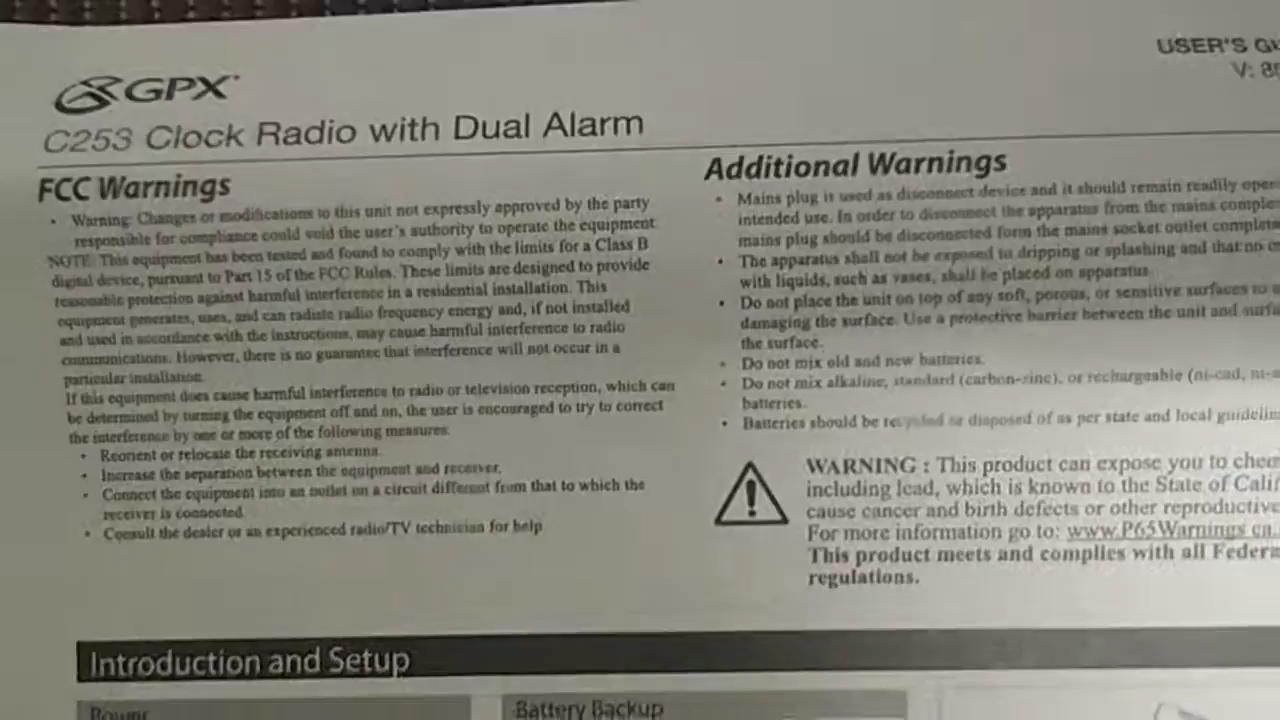 GPX
USER'S GU
V: 80
C253 Clock Radio with Dual Alarm
FCC Warnings
• Warning: Changes or modifications to this unit not expressly approved by the party
responsible for compliance could void the user's authority to operate the equipment.
NOTE: This equipment has been tested and found to comply with the limits for a Class B
digital device, pursuant to Part 15 of the FCC Rules. These limits are designed to provide
reasonable protection against harmful interference in a residential installation. This
equipment generates, uses, and can radiate radio frequency energy and, if not installed
and used in accordance with the instructions, may cause harmful interference to radio
communications. However, there is no guarantee that interference will not occur in a
particular installation.
If this equipment does cause harmful interference to radio or television reception, which can
be determined by turning the equipment off and on, the user is encouraged to try to correct
the interference by one or more of the following measures:
• Reorient or relocate the receiving antenna.
• Increase the separation between the equipment and receiver.
• Connect the equipment into an outlet on a circuit different from that to which the
receiver is connected.
• Consult the dealer or an experienced radio/TV technician for help
Additional Warnings
• Mains plug is used as disconnect device and it should remain readily oper
intended use. In order to disconnect the apparatus from the mains comple
mains plug should be disconnected form the mains socket outlet complet
• The apparatus shall not be exposed to dripping or splashing and that no
with liquids, such as vases, shall be placed on apparatus.
• Do not place the unit on top of any soft, porous, or sensitive surfaces to
damaging the surface. Use a protective barrier between the unit and surfa
the surface.
• Do not mix old and new batteries.
• Do not mix alkaline, standard (carbon-zinc), or rechargeable (ni-cad, ni-
batteries.
• Batteries should be recycled or disposed of as per state and local guidelin
WARNING : This product can expose you to chem
including lead, which is known to the State of Calif
cause cancer and birth defects or other reproductive
For more information go to: www.P65Warnings.ca.
This product meets and complies with all Federa
regulations.
Introduction and Setup
Power
Battery Backup